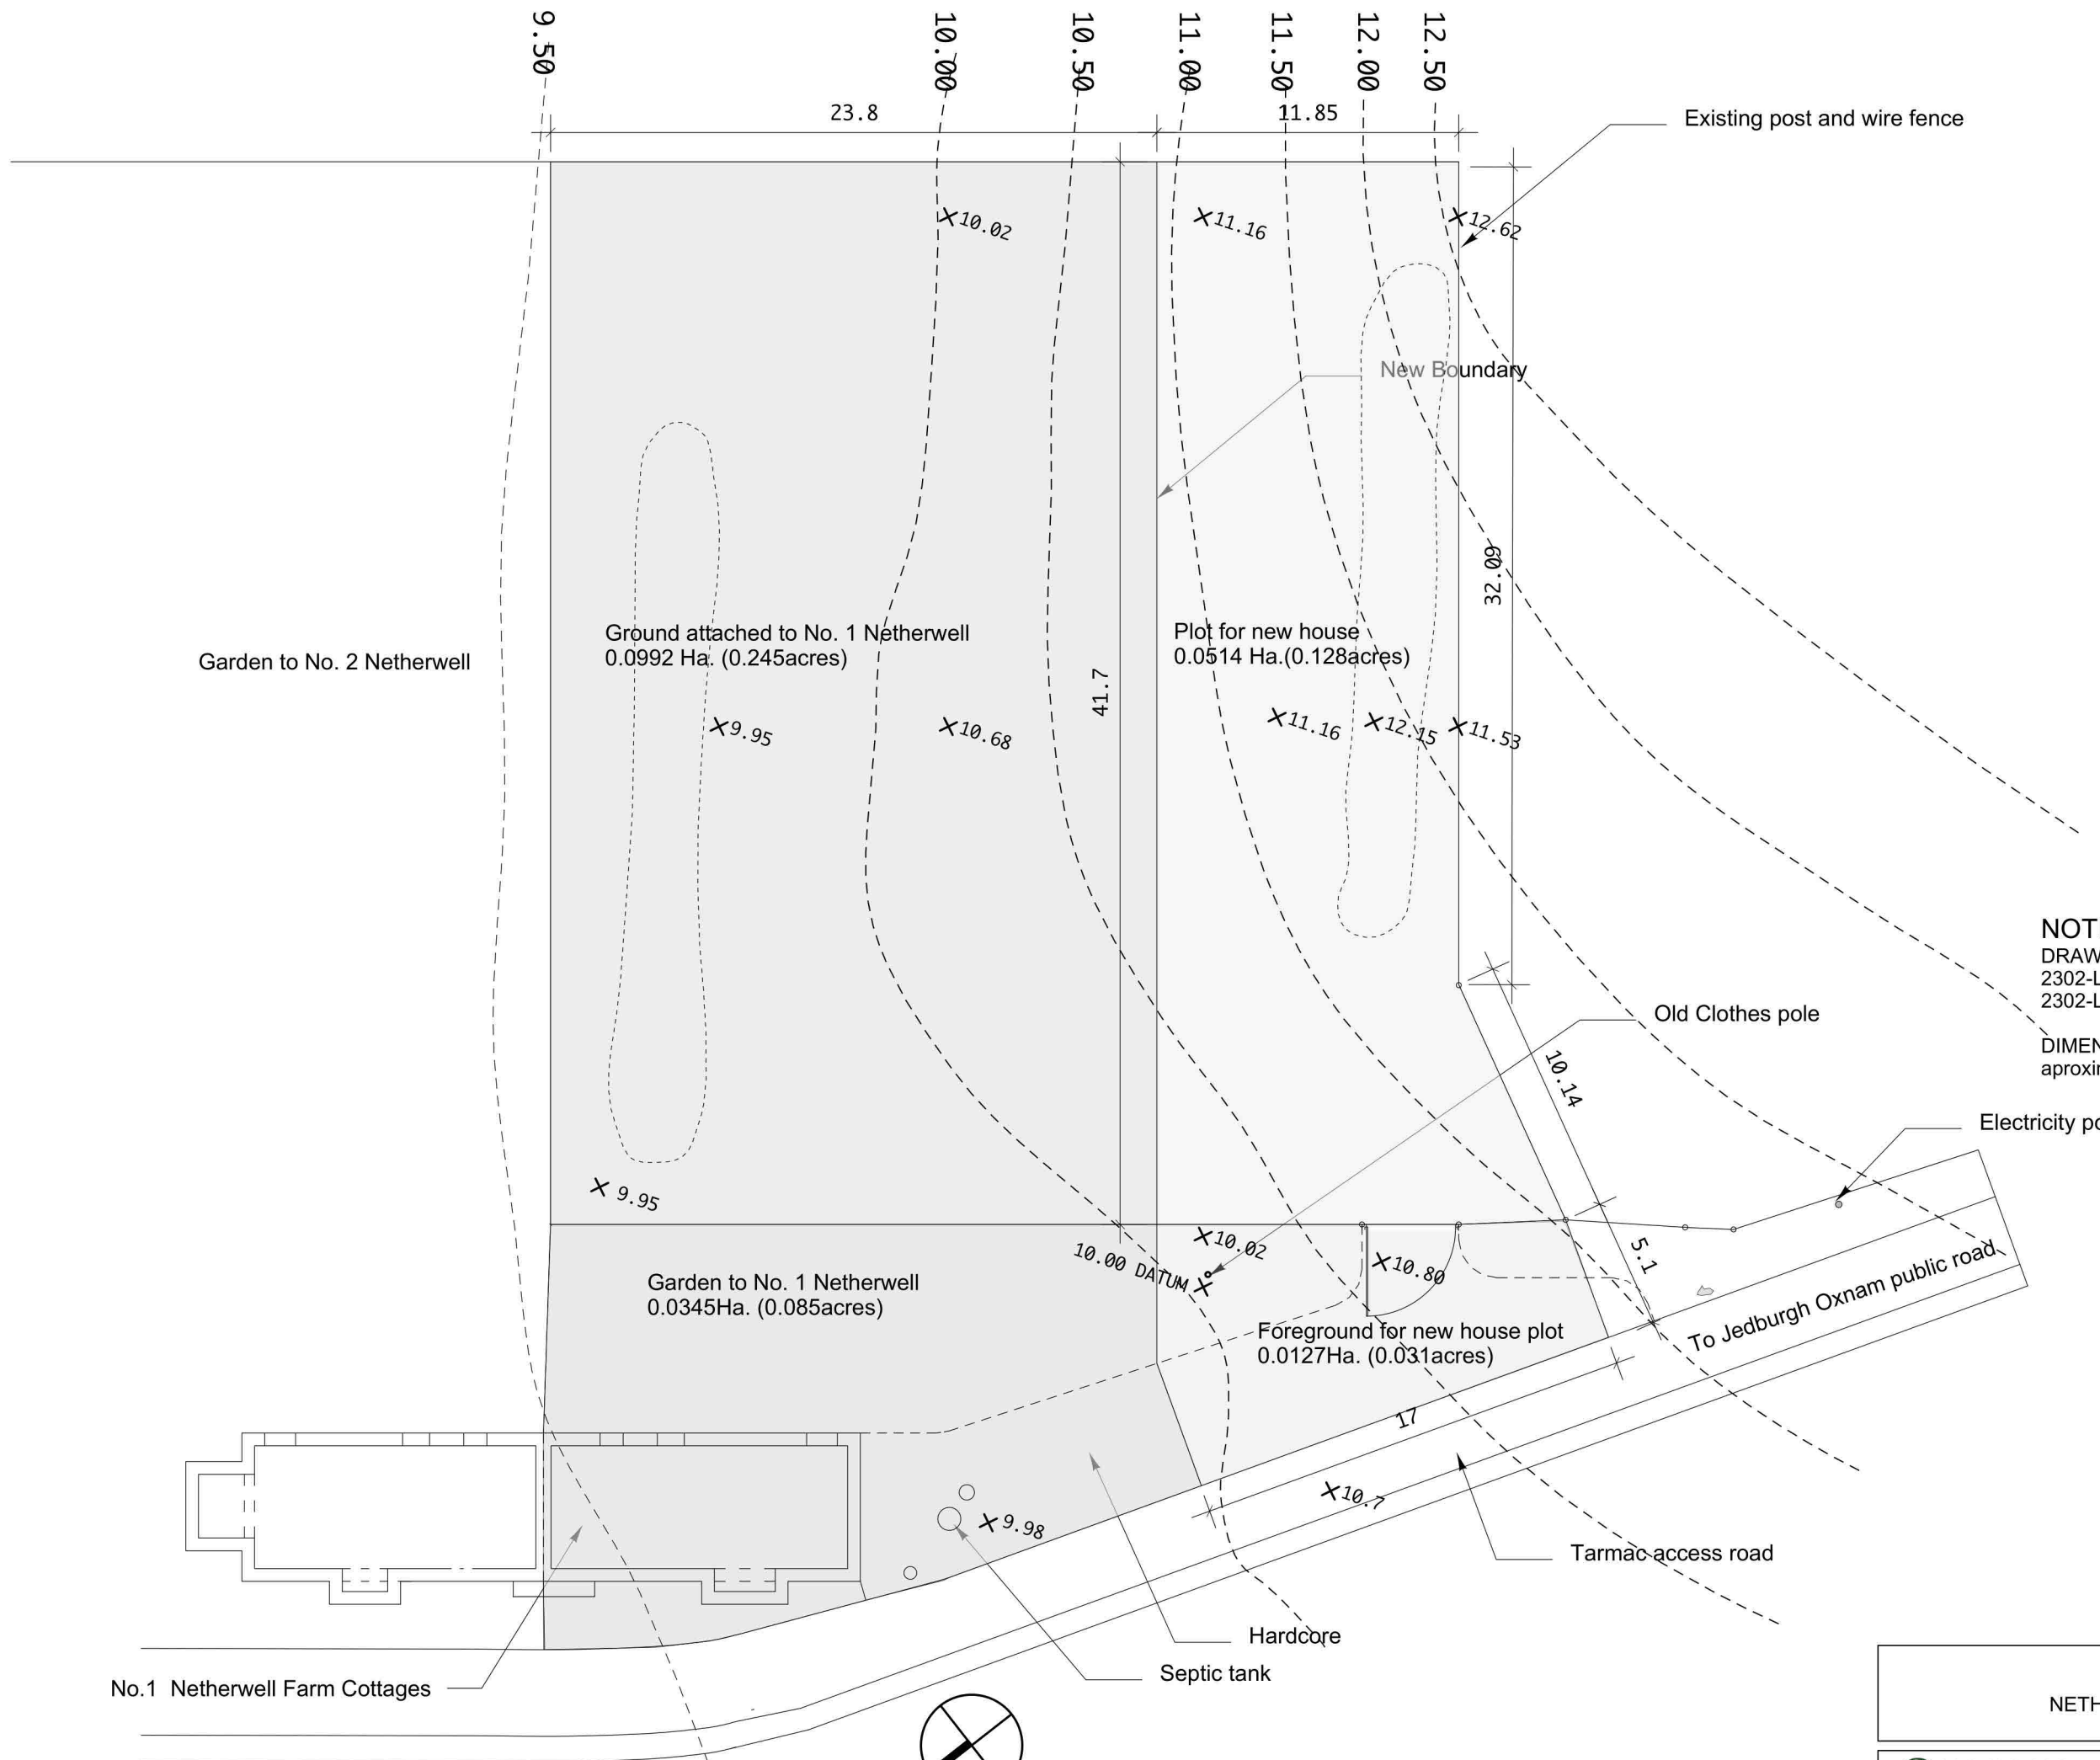 9.50
10.00
10.50
11.00
11.50
12.00
12.50
23.8
11.85
Existing post and wire fence
10.02
11.16
12.62
New Boundary
32.09
Ground attached to No. 1 Netherwell
0.0992 Ha. (0.245acres)
Plot for new house
0.0514 Ha.(0.128acres)
Garden to No. 2 Netherwell
41.7
9.95
10.68
11.16
12.15
11.53
NOT
DRAW
2302-L
2302-L
DIMEN
aproxi
Old Clothes pole
10.14
Electricity po
9.95
10.02
10.00 DATUM
10.80
5.1
To Jedburgh Oxnam public road
Garden to No. 1 Netherwell
0.0345Ha. (0.085acres)
Foreground for new house plot
0.0127Ha. (0.031acres)
17
10.7
9.98
Tarmac access road
Hardcore
Septic tank
No.1 Netherwell Farm Cottages
NETH